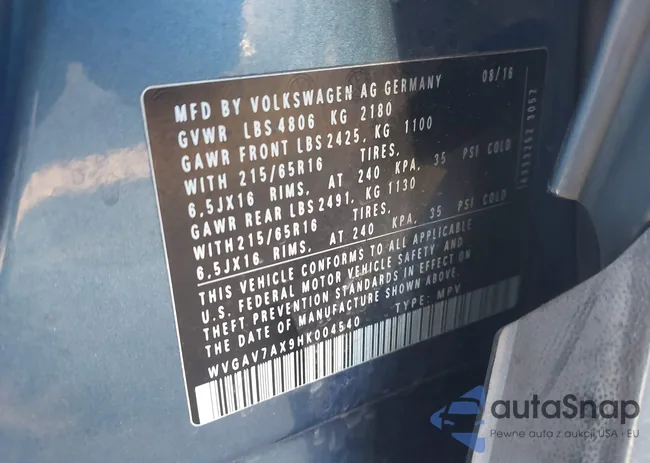 MFD BY VOLKSWAGEN AG GERMANY 08/16
GVWR LBS 4806 KG 2180
GAWR FRONT LBS 2425, KG 1100
WITH 215/65R16 TIRES,
6,5JX16 RIMS, AT 240 KPA, 35 PSI COLD
GAWR REAR LBS 2491, KG 1130
WITH 215/65R16 TIRES,
6,5JX16 RIMS, AT 240 KPA, 35 PSI COLD
THIS VEHICLE CONFORMS TO ALL APPLICABLE
U.S. FEDERAL MOTOR VEHICLE SAFETY AND
THEFT PREVENTION STANDARDS IN EFFECT ON
THE DATE OF MANUFACTURE SHOWN ABOVE.
WVGAV7AX9HK004540 TYPE: MPV
autaSnap
Pewne auta z aukcji USA - EU